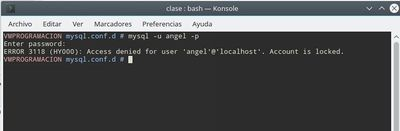 clase : bash — Konsole
Archivo Editar Ver Marcadores Preferencias Ayuda
VMPROGRAMACION mysql.conf.d # mysql -u angel -p
Enter password:
ERROR 3118 (HY000): Access denied for user 'angel'@'localhost'. Account is locked.
VMPROGRAMACION mysql.conf.d #